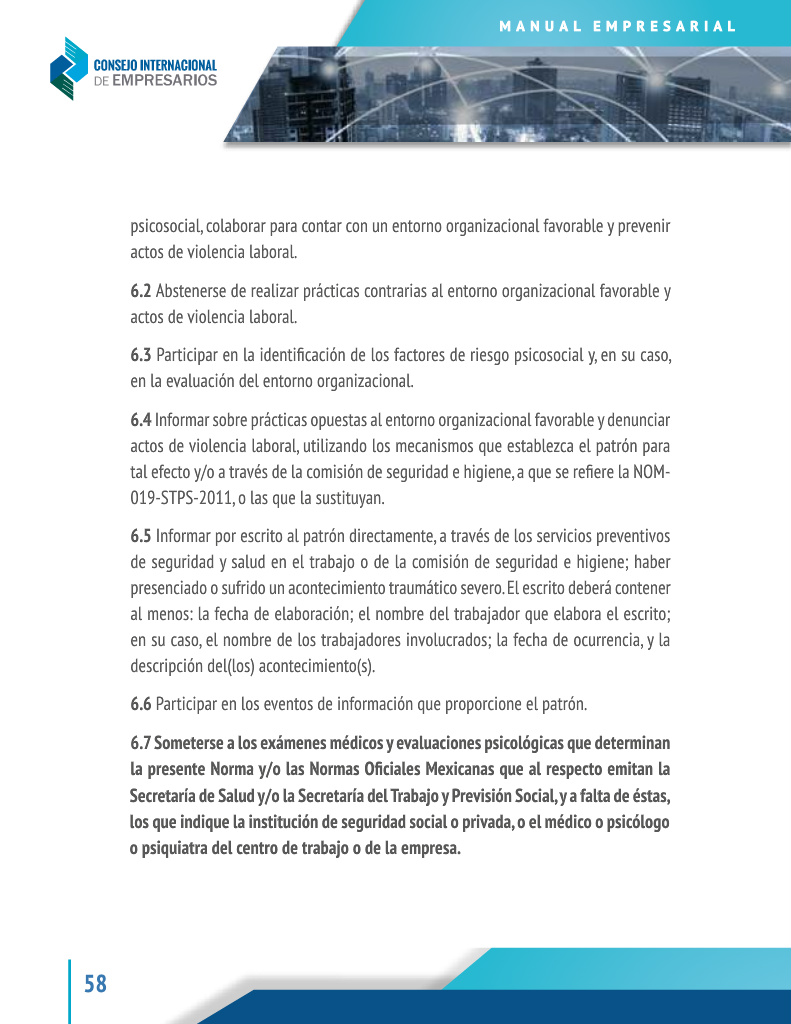 MANUAL EMPRESARIAL
CONSEJO INTERNACIONAL
DE EMPRESARIOS
psicosocial, colaborar para contar con un entorno organizacional favorable y prevenir
actos de violencia laboral.
6.2 Abstenerse de realizar prácticas contrarias al entorno organizacional favorable y
actos de violencia laboral.
6.3 Participar en la identificación de los factores de riesgo psicosocial y, en su caso,
en la evaluación del entorno organizacional.
6.4 Informar sobre prácticas opuestas al entorno organizacional favorable y denunciar
actos de violencia laboral, utilizando los mecanismos que establezca el patrón para
tal efecto y/o a través de la comisión de seguridad e higiene, a que se refiere la NOM-
019-STPS-2011, o las que la sustituyan.
6.5 Informar por escrito al patrón directamente, a través de los servicios preventivos
de seguridad y salud en el trabajo o de la comisión de seguridad e higiene; haber
presenciado o sufrido un acontecimiento traumático severo. El escrito deberá contener
al menos: la fecha de elaboración; el nombre del trabajador que elabora el escrito;
en su caso, el nombre de los trabajadores involucrados; la fecha de ocurrencia, y la
descripción del(los) acontecimiento(s).
6.6 Participar en los eventos de información que proporcione el patrón.
6.7 Someterse a los exámenes médicos y evaluaciones psicológicas que determinan
la presente Norma y/o las Normas Oficiales Mexicanas que al respecto emitan la
Secretaría de Salud y/o la Secretaría del Trabajo y Previsión Social, y a falta de éstas,
los que indique la institución de seguridad social o privada, o el médico o psicólogo
o psiquiatra del centro de trabajo o de la empresa.
58